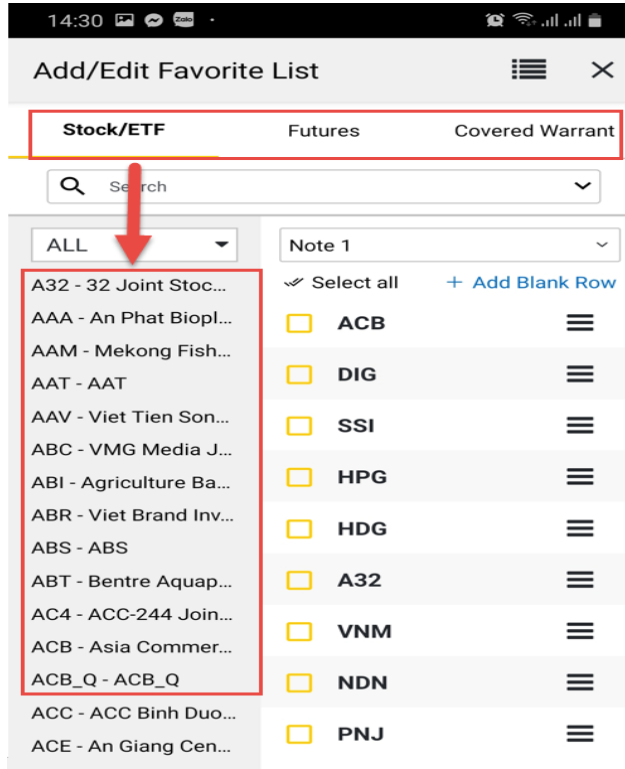 14:30 Zalo
Add/Edit Favorite List
Stock/ETF Futures Covered Warrant
Search
ALL
A32 - 32 Joint Stoc...
AAA - An Phat Biopl...
AAM - Mekong Fish...
AAT - AAT
AAV - Viet Tien Son...
ABC - VMG Media J...
ABI - Agriculture Ba...
ABR - Viet Brand Inv...
ABS - ABS
ABT - Bentre Aquap...
AC4 - ACC-244 Join...
ACB - Asia Commer...
ACB_Q - ACB_Q
ACC - ACC Binh Duo...
ACE - An Giang Cen...
Note 1
Select all + Add Blank Row
ACB
DIG
SSI
HPG
HDG
A32
VNM
NDN
PNJ